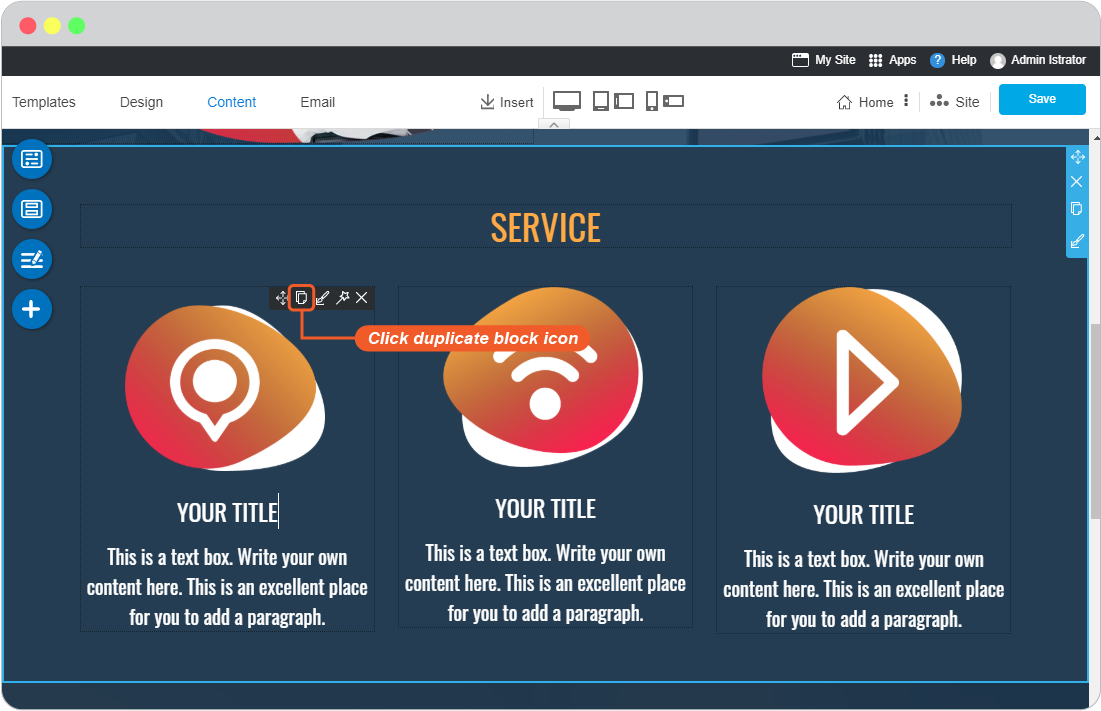 My Site Apps ? Help Admin Istrator
Templates Design Content Email Insert Home Site Save
SERVICE
Click duplicate block icon
YOUR TITLE
This is a text box. Write your own
content here. This is an excellent place
for you to add a paragraph.
YOUR TITLE
This is a text box. Write your own
content here. This is an excellent place
for you to add a paragraph.
YOUR TITLE
This is a text box. Write your own
content here. This is an excellent place
for you to add a paragraph.